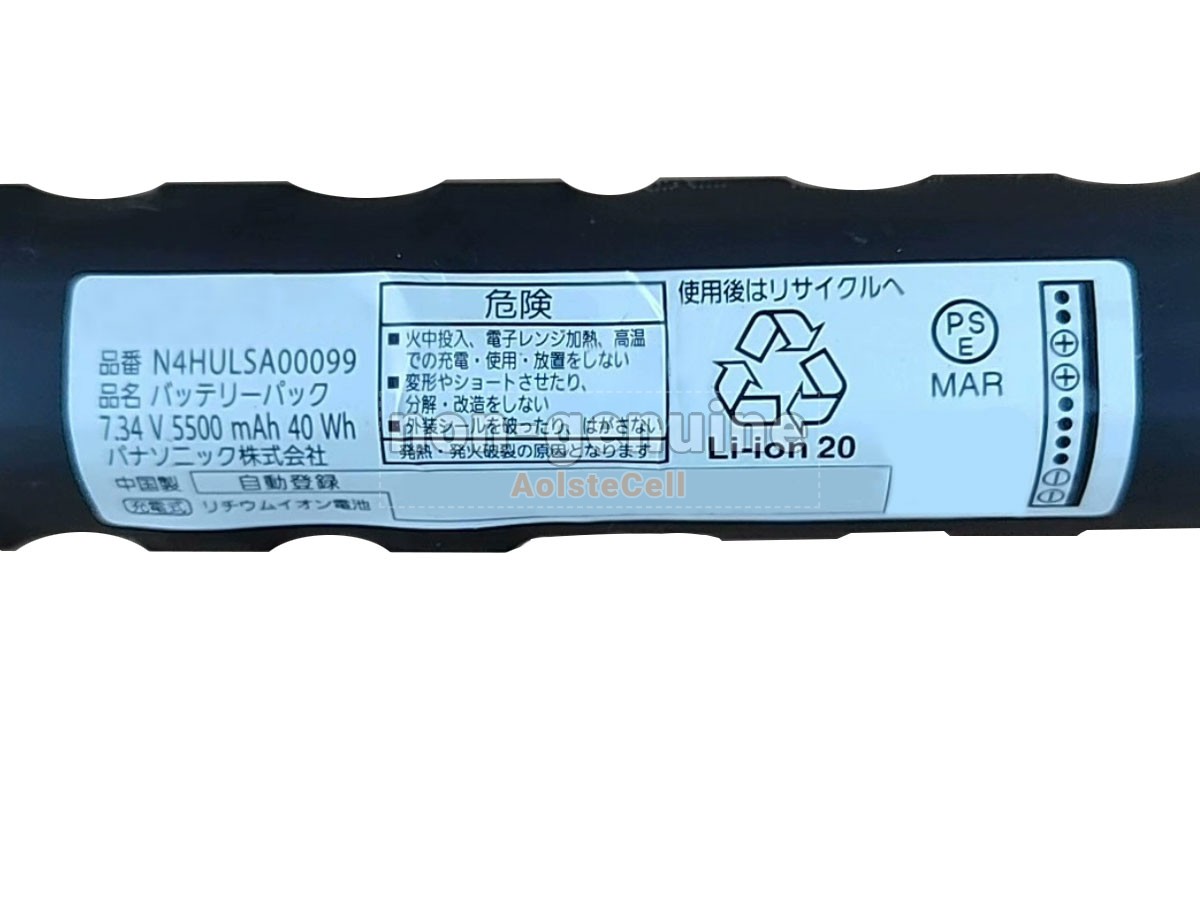 品番 N4HULSA00099
品名 バッテリーパック
7.34 V 5500 mAh 40 Wh
パナソニック株式会社
中国製 自動登録
充電式 リチウムイオン電池
危険
■ 火中投入、電子レンジ加熱、高温
での充電・使用・放置をしない
■ 変形やショートさせたり、
分解・改造をしない
■ 外装シールを破ったり、はがさない
発熱・発火破裂の原因となります
使用後はリサイクルへ
Li-ion 20
PS
E
MAR
non-genuine
AolsteCell